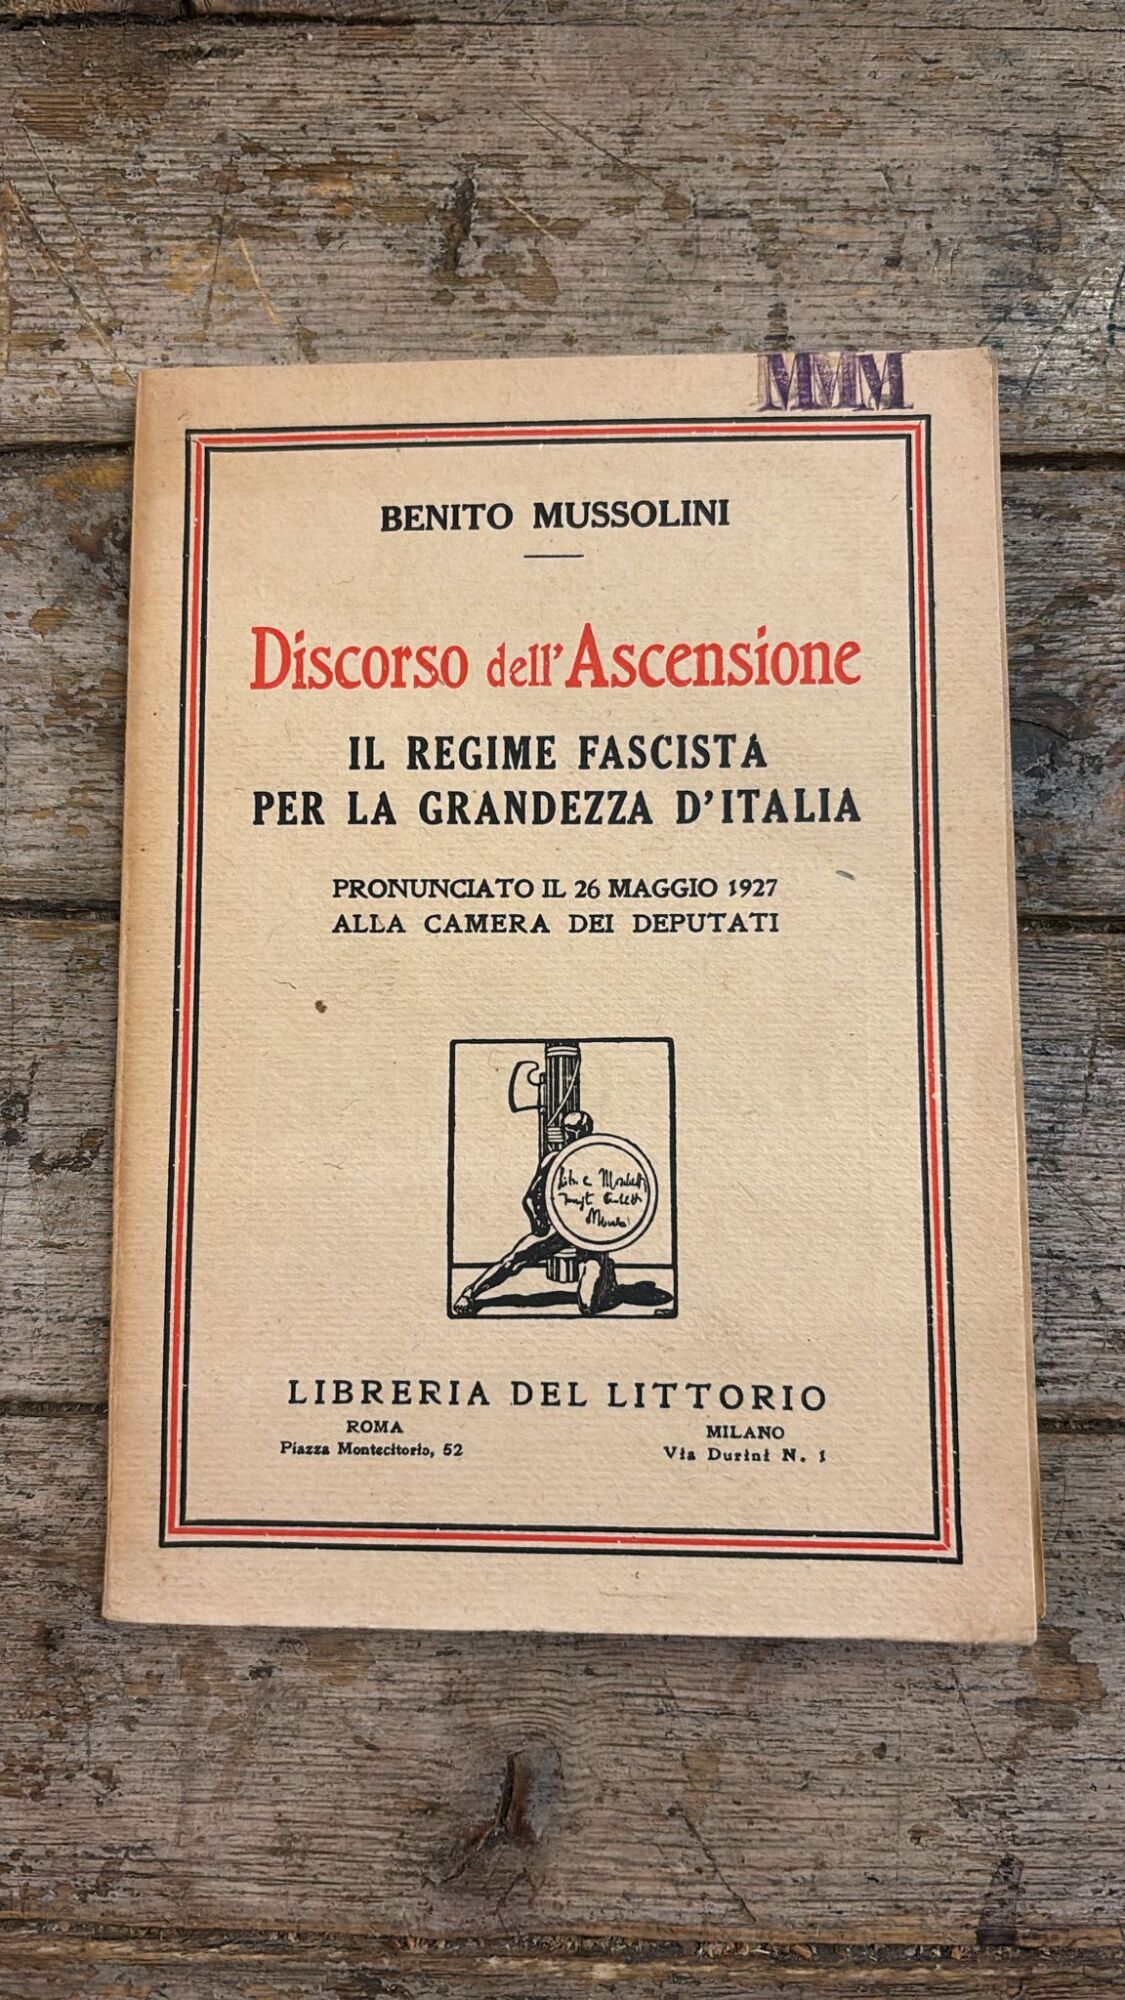 MMM
BENITO MUSSOLINI
Discorso dell'Ascensione
IL REGIME FASCISTA
PER LA GRANDEZZA D'ITALIA
PRONUNCIATO IL 26 MAGGIO 1927
ALLA CAMERA DEI DEPUTATI
LIBRERIA DEL LITTORIO
ROMA
Piazza Montecitorio, 52
MILANO
Via Durini N. 1